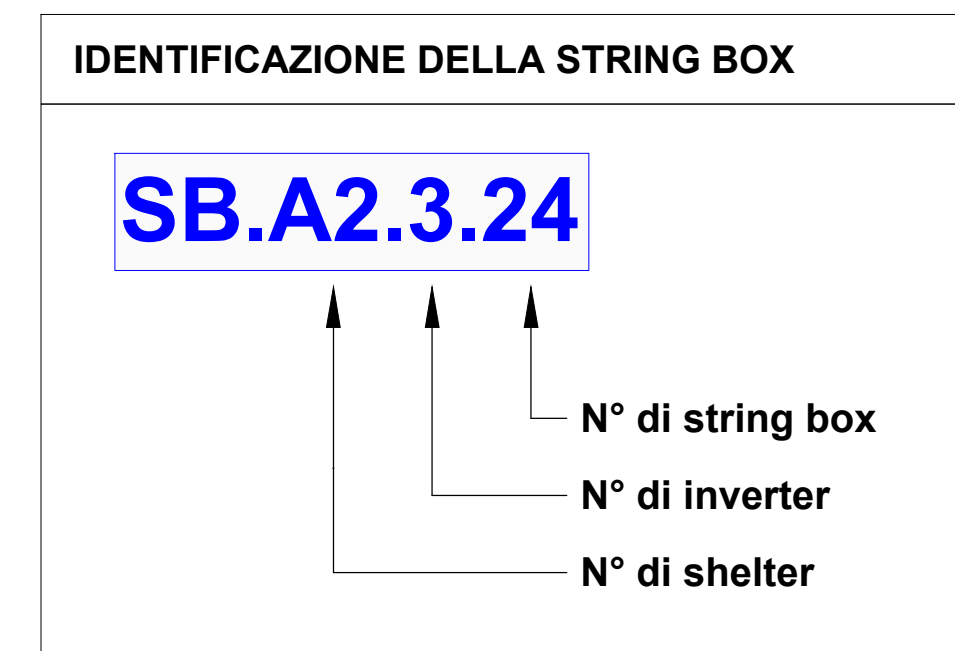 IDENTIFICAZIONE DELLA STRING BOX
SB.A2.3.24
N° di string box
N° di inverter
N° di shelter